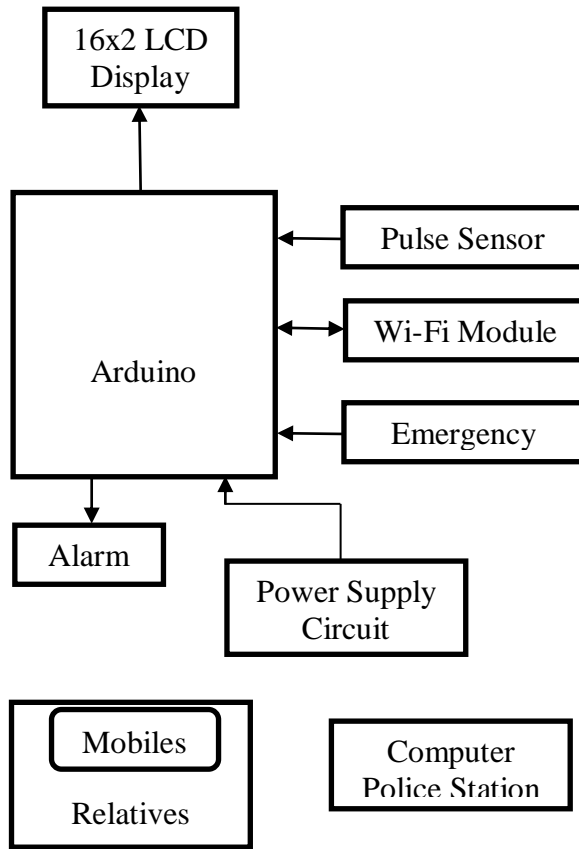 16x2 LCD
Display
Pulse Sensor
Wi-Fi Module
Arduino
Emergency
Alarm
Power Supply
Circuit
Mobiles
Relatives
Computer
Police Station